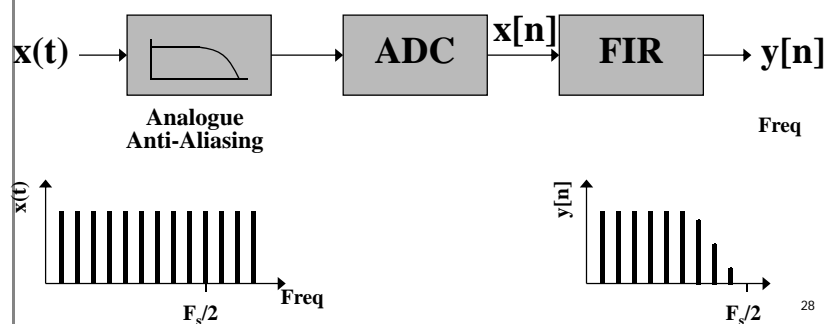 x(t)
ADC
x[n]
FIR
y[n]
Analogue
Anti-Aliasing
Freq
x(t)
Fs/2
Freq
y[n]
Fs/2
28